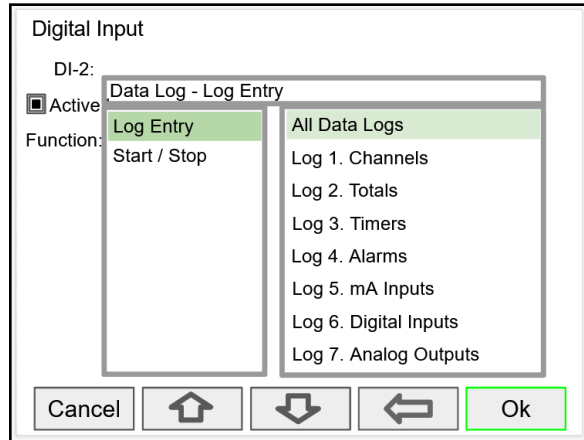 Digital Input
DI-2:
Data Log - Log Entry
Active
Function:
Log Entry
Start / Stop
All Data Logs
Log 1. Channels
Log 2. Totals
Log 3. Timers
Log 4. Alarms
Log 5. mA Inputs
Log 6. Digital Inputs
Log 7. Analog Outputs
Cancel
Ok